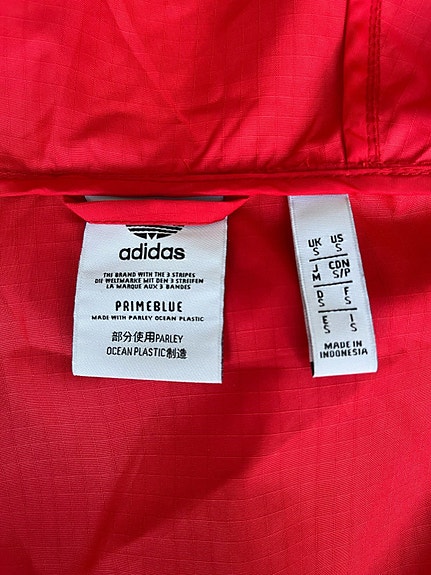 adidas
THE BRAND WITH THE 3 STRIPES
DIE WELTMARKE MIT DEN 3 STREIFEN
LA MARQUE AUX 3 BANDES
PRIMEBLUE
MADE WITH PARLEY OCEAN PLASTIC
部分使用PARLEY
OCEAN PLASTIC制造
UK US
S S
J CDN
M S/P
D F
S S
ES I
S S
MADE IN
INDONESIA